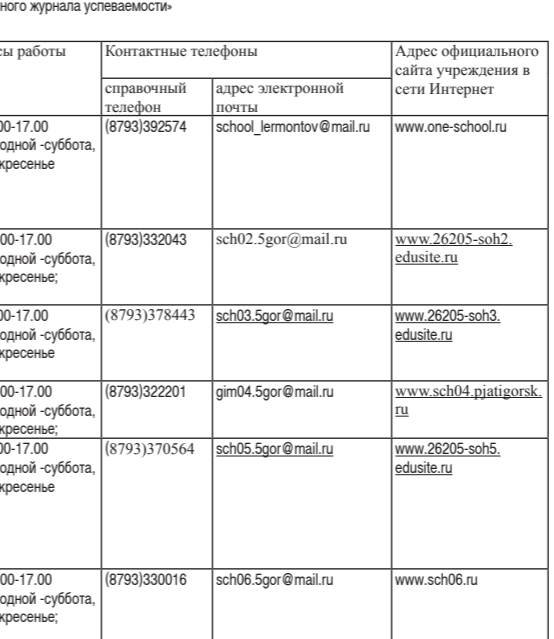 ного журнала успеваемости»
сы работы
Контактные телефоны
Адрес официального
сайта учреждения в
сети Интернет
справочный
телефон
адрес электронной
почты
00-17.00
одной -суббота,
кресенье
(8793)392574
school_lermontov@mail.ru
www.one-school.ru
00-17.00
одной -суббота,
кресенье;
(8793)332043
sch02.5gor@mail.ru
www.26205-soh2.
edusite.ru
00-17.00
одной -суббота,
кресенье
(8793)378443
sch03.5gor@mail.ru
www.26205-soh3.
edusite.ru
00-17.00
одной -суббота,
кресенье;
(8793)322201
gim04.5gor@mail.ru
www.sch04.pjatigorsk.
ru
00-17.00
одной -суббота,
кресенье
(8793)370564
sch05.5gor@mail.ru
www.26205-soh5.
edusite.ru
00-17.00
одной -суббота,
кресенье;
(8793)330016
sch06.5gor@mail.ru
www.sch06.ru